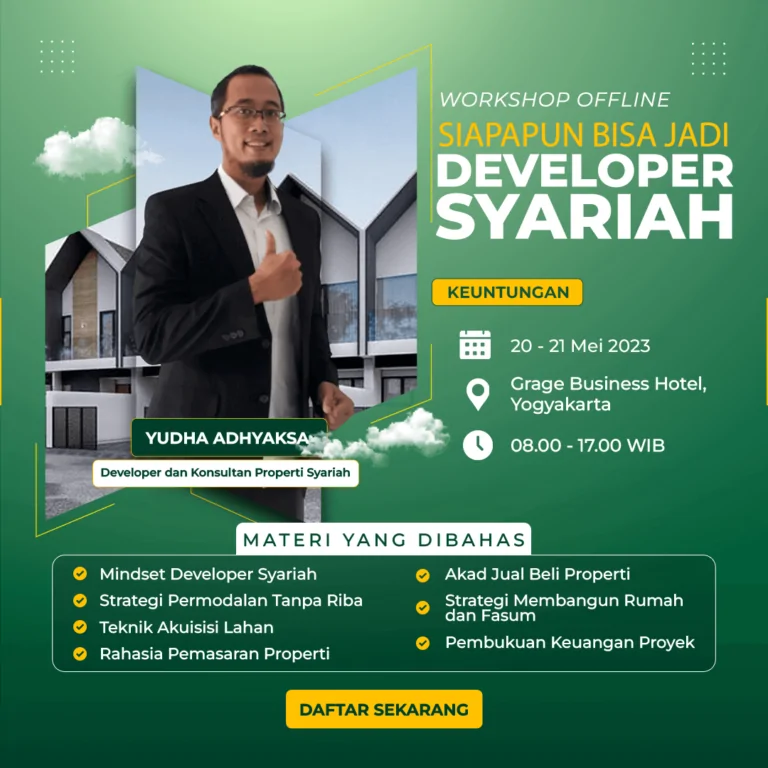 WORKSHOP OFFLINE
SIAPAPUN BISA JADI
DEVELOPER
SYARIAH
KEUNTUNGAN
20 - 21 Mei 2023
Grage Business Hotel,
Yogyakarta
08.00 - 17.00 WIB
YUDHA ADHYAKSA
Developer dan Konsultan Properti Syariah
MATERI YANG DIBAHAS
Mindset Developer Syariah
Strategi Permodalan Tanpa Riba
Teknik Akuisisi Lahan
Rahasia Pemasaran Properti
Akad Jual Beli Properti
Strategi Membangun Rumah
dan Fasum
Pembukuan Keuangan Proyek
DAFTAR SEKARANG